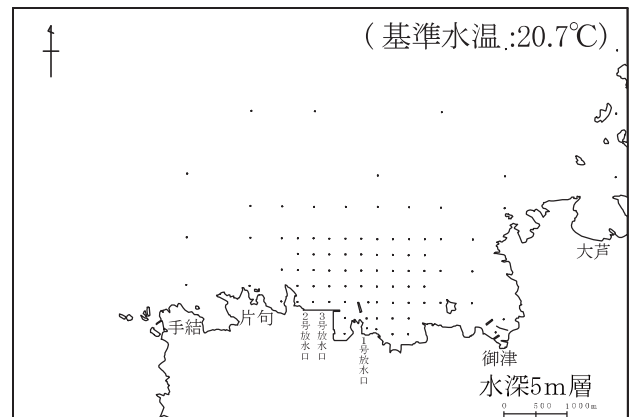 (基準水温:20.7℃)
大芦
片句
手結
2号放水口
3号放水口
1号放水口
御津
水深5m層
0 500 1000m